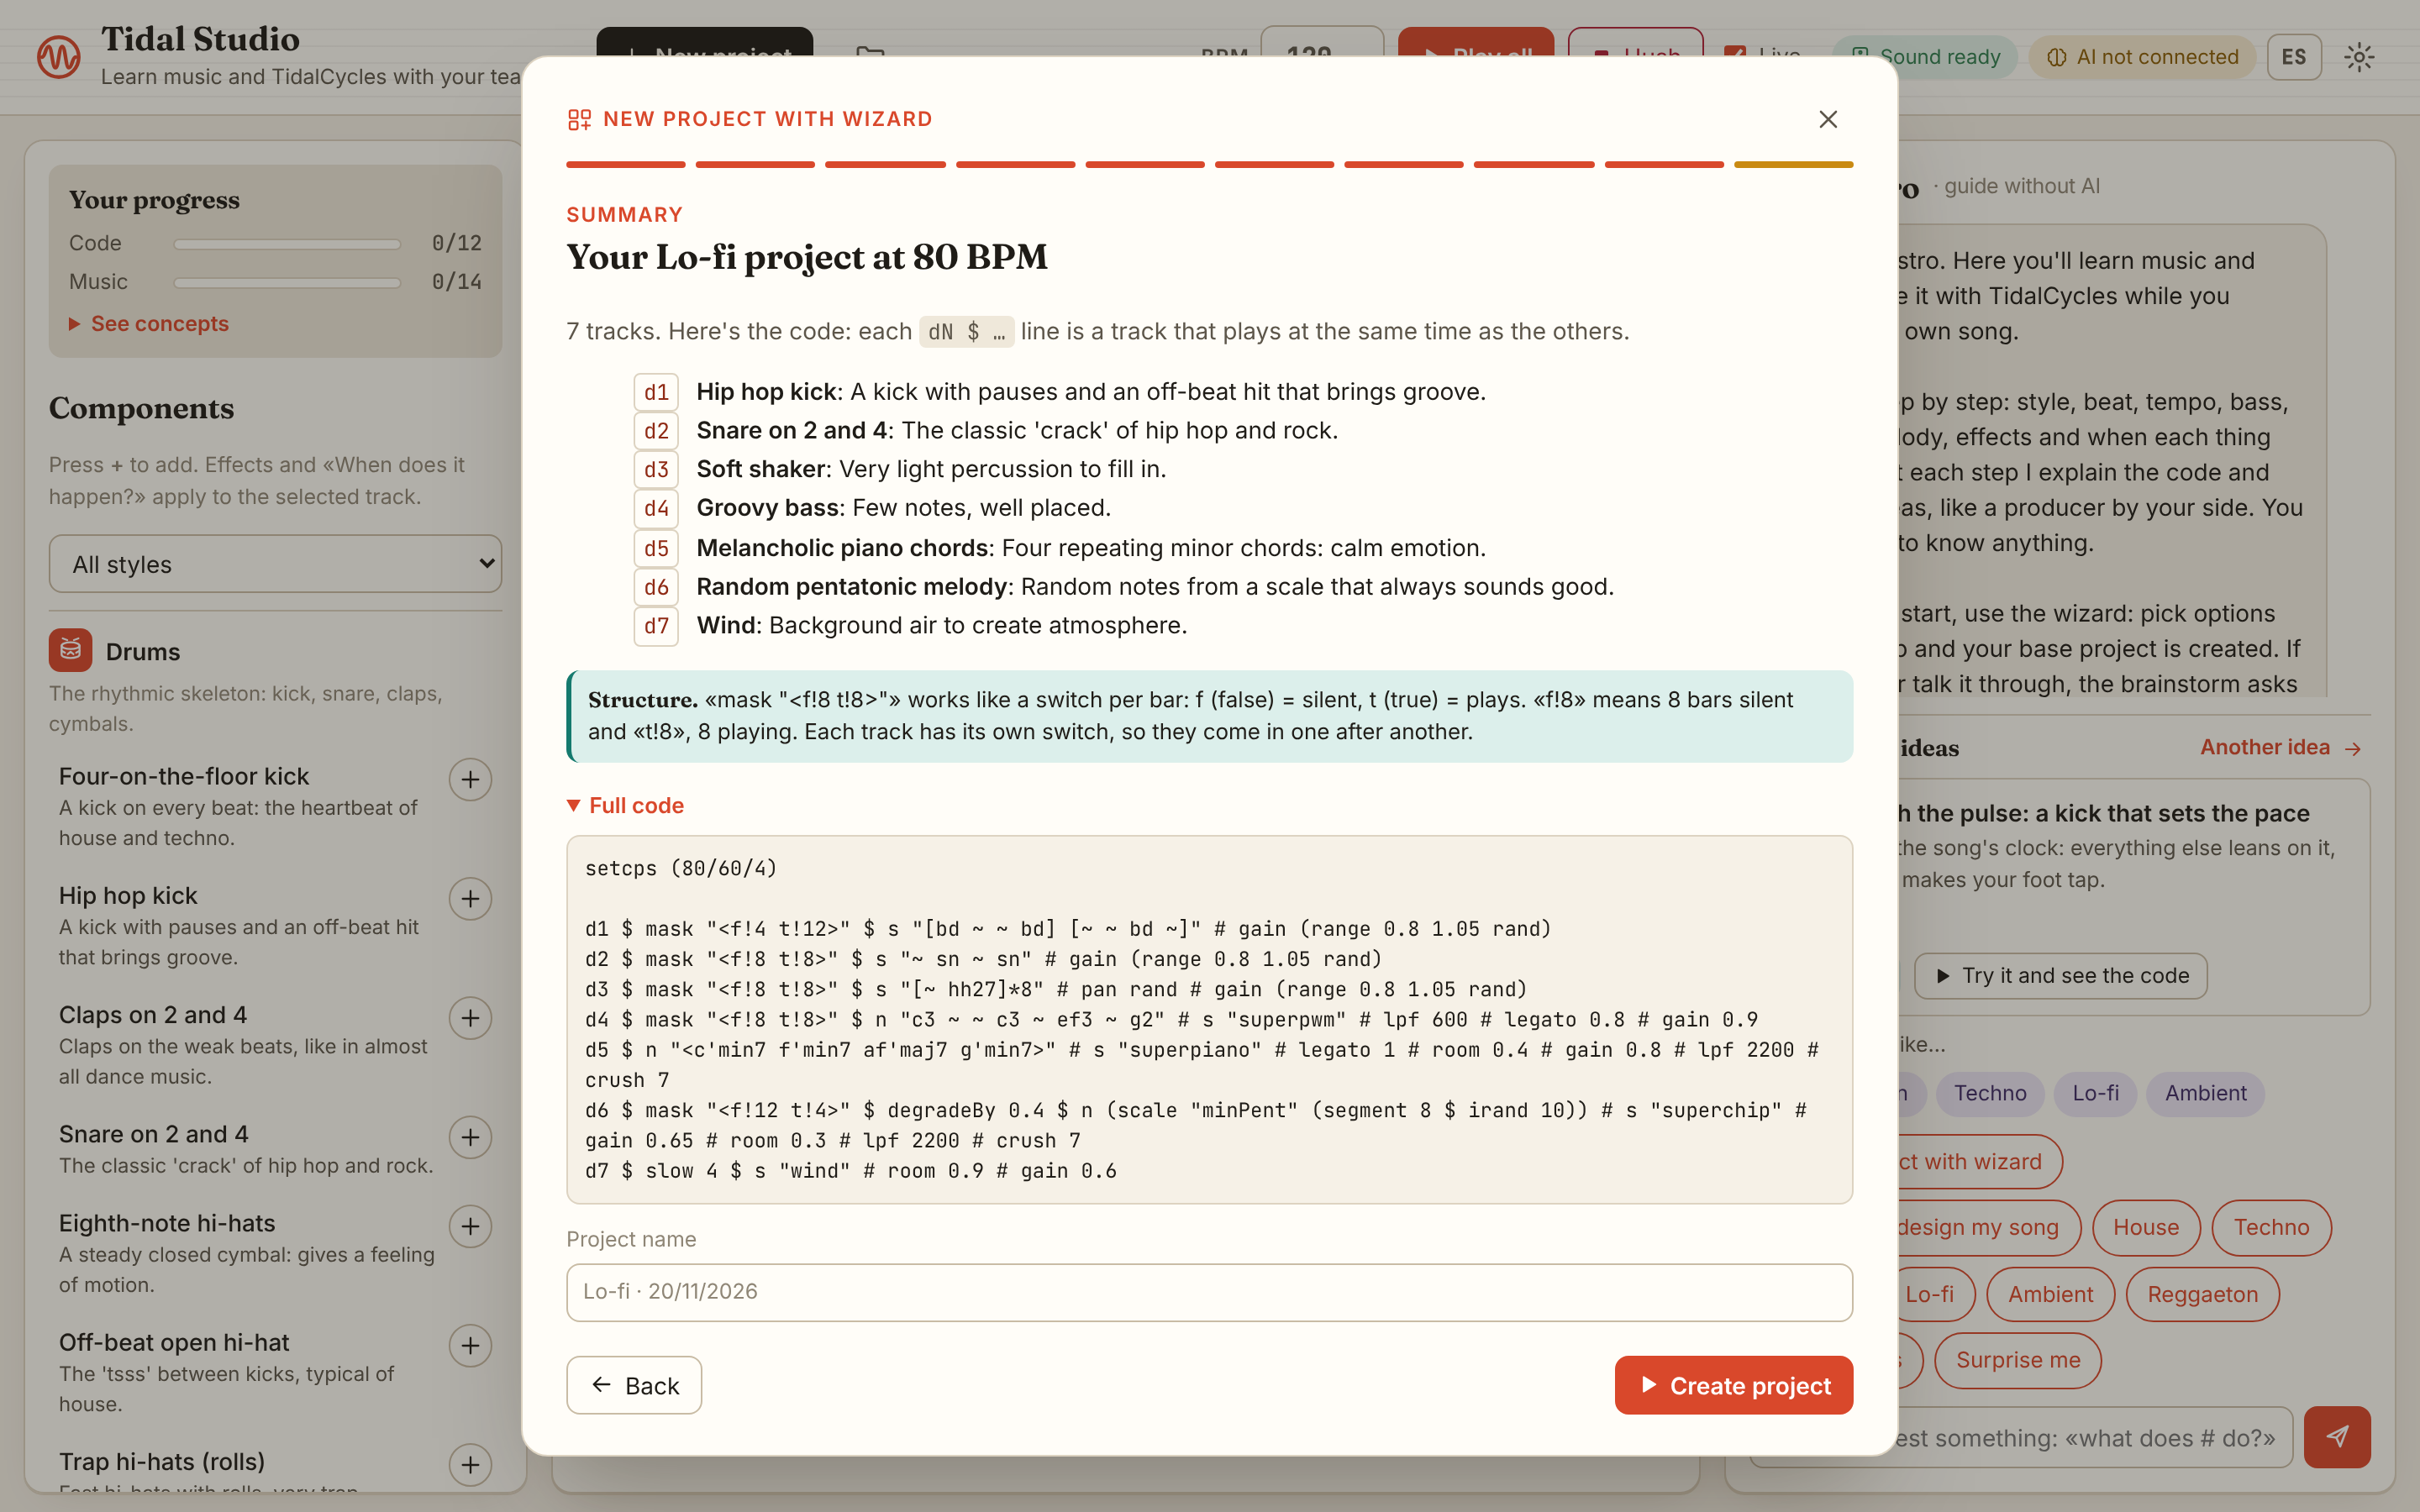 Tidal Studio
Learn music and TidalCycles with your tea
New project
BPM
120
Play all
Hush
Live
Sound ready
AI not connected
ES
Your progress
Code 0/12
Music 0/14
See concepts
Components
Press + to add. Effects and «When does it
happen?» apply to the selected track.
All styles
Drums
The rhythmic skeleton: kick, snare, claps,
cymbals.
Four-on-the-floor kick
A kick on every beat: the heartbeat of
house and techno.
Hip hop kick
A kick with pauses and an off-beat hit
that brings groove.
Claps on 2 and 4
Claps on the weak beats, like in almost
all dance music.
Snare on 2 and 4
The classic 'crack' of hip hop and rock.
Eighth-note hi-hats
A steady closed cymbal: gives a feeling
of motion.
Off-beat open hi-hat
The 'tsss' between kicks, typical of
house.
Trap hi-hats (rolls)
NEW PROJECT WITH WIZARD
SUMMARY
Your Lo-fi project at 80 BPM
7 tracks. Here's the code: each dN $ … line is a track that plays at the same time as the others.
d1 Hip hop kick: A kick with pauses and an off-beat hit that brings groove.
d2 Snare on 2 and 4: The classic 'crack' of hip hop and rock.
d3 Soft shaker: Very light percussion to fill in.
d4 Groovy bass: Few notes, well placed.
d5 Melancholic piano chords: Four repeating minor chords: calm emotion.
d6 Random pentatonic melody: Random notes from a scale that always sounds good.
d7 Wind: Background air to create atmosphere.
Structure. «mask "<f!8 t!8>"» works like a switch per bar: f (false) = silent, t (true) = plays. «f!8» means 8 bars silent
and «t!8», 8 playing. Each track has its own switch, so they come in one after another.
Full code
setcps (80/60/4)
d1 $ mask "<f!4 t!12>" $ s "[bd ~ ~ bd] [~ ~ bd ~]" # gain (range 0.8 1.05 rand)
d2 $ mask "<f!8 t!8>" $ s "~ sn ~ sn" # gain (range 0.8 1.05 rand)
d3 $ mask "<f!8 t!8>" $ s "[~ hh27]*8" # pan rand # gain (range 0.8 1.05 rand)
d4 $ mask "<f!8 t!8>" $ n "c3 ~ ~ c3 ~ ef3 ~ g2" # s "superpwm" # lpf 600 # legato 0.8 # gain 0.9
d5 $ n "<c'min7 f'min7 af'maj7 g'min7>" # s "superpiano" # legato 1 # room 0.4 # gain 0.8 # lpf 2200 #
crush 7
d6 $ mask "<f!12 t!4>" $ degradeBy 0.4 $ n (scale "minPent" (segment 8 $ irand 10)) # s "superchip" #
gain 0.65 # room 0.3 # lpf 2200 # crush 7
d7 $ slow 4 $ s "wind" # room 0.9 # gain 0.6
Project name
Lo-fi · 20/11/2026
Back
Create project
ro · guide without AI
stro. Here you'll learn music and
e it with TidalCycles while you
own song.
p by step: style, beat, tempo, bass,
lody, effects and when each thing
t each step I explain the code and
as, like a producer by your side. You
to know anything.
start, use the wizard: pick options
and your base project is created. If
r talk it through, the brainstorm asks
ideas
Another idea →
h the pulse: a kick that sets the pace
the song's clock: everything else leans on it,
makes your foot tap.
Try it and see the code
ike...
n
Techno
Lo-fi
Ambient
ct with wizard
design my song
House
Techno
Lo-fi
Ambient
Reggaeton
s
Surprise me
est something: «what does # do?»